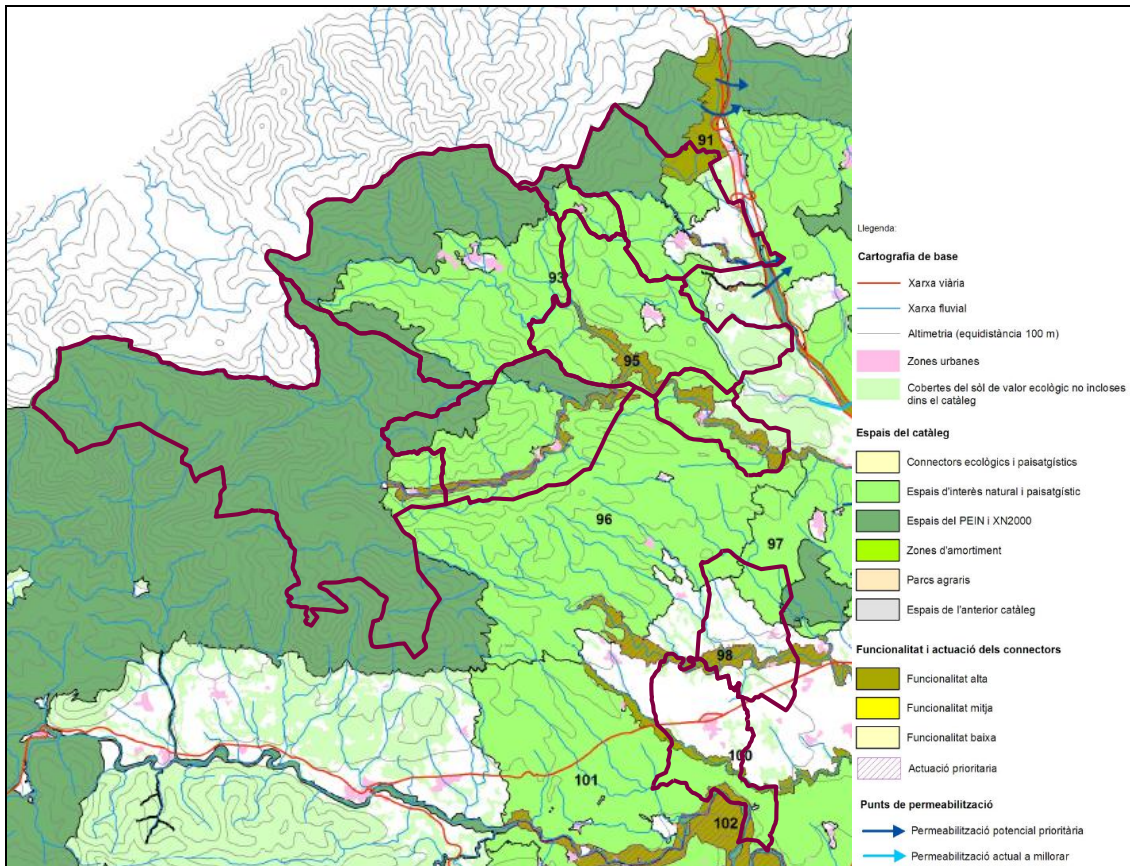 91
93
95
96
97
98
100
101
102
Llegenda:
Cartografia de base
Xarxa viària
Xarxa fluvial
Altimetria (equidistància 100 m)
Zones urbanes
Cobertes del sòl de valor ecològic no incloses
dins el catàleg
Espais del catàleg
Connectors ecològics i paisatgístics
Espais d'interès natural i paisatgístic
Espais del PEIN i XN2000
Zones d'amortiment
Parcs agraris
Espais de l'anterior catàleg
Funcionalitat i actuació dels connectors
Funcionalitat alta
Funcionalitat mitja
Funcionalitat baixa
Actuació prioritaria
Punts de permeabilització
Permeabilització potencial prioritària
Permeabilització actual a millorar